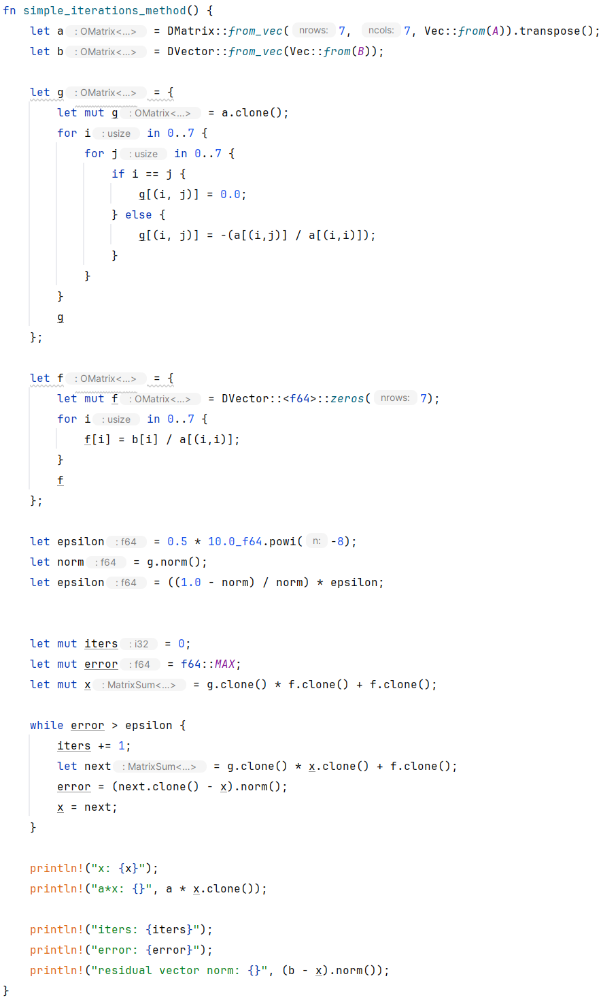 fn simple_iterations_method() {
    let a : OMatrix<...> = DMatrix::from_vec( nrows: 7, ncols: 7, Vec::from(A)).transpose();
    let b : OMatrix<...> = DVector::from_vec(Vec::from(B));

    let g : OMatrix<...> = {
        let mut g : OMatrix<...> = a.clone();
        for i : usize in 0..7 {
            for j : usize in 0..7 {
                if i == j {
                    g[(i, j)] = 0.0;
                } else {
                    g[(i, j)] = -(a[(i,j)] / a[(i,i)]);
                }
            }
        }
        g
    };

    let f : OMatrix<...> = {
        let mut f : OMatrix<...> = DVector::<f64>::zeros( nrows: 7);
        for i : usize in 0..7 {
            f[i] = b[i] / a[(i,i)];
        }
        f
    };

    let epsilon : f64 = 0.5 * 10.0_f64.powi( n: -8);
    let norm : f64 = g.norm();
    let epsilon : f64 = ((1.0 - norm) / norm) * epsilon;

    let mut iters : i32 = 0;
    let mut error : f64 = f64::MAX;
    let mut x : MatrixSum<...> = g.clone() * f.clone() + f.clone();

    while error > epsilon {
        iters += 1;
        let next : MatrixSum<...> = g.clone() * x.clone() + f.clone();
        error = (next.clone() - x).norm();
        x = next;
    }

    println!("x: {x}");
    println!("a*x: {}", a * x.clone());

    println!("iters: {iters}");
    println!("error: {error}");
    println!("residual vector norm: {}", (b - x).norm());
}